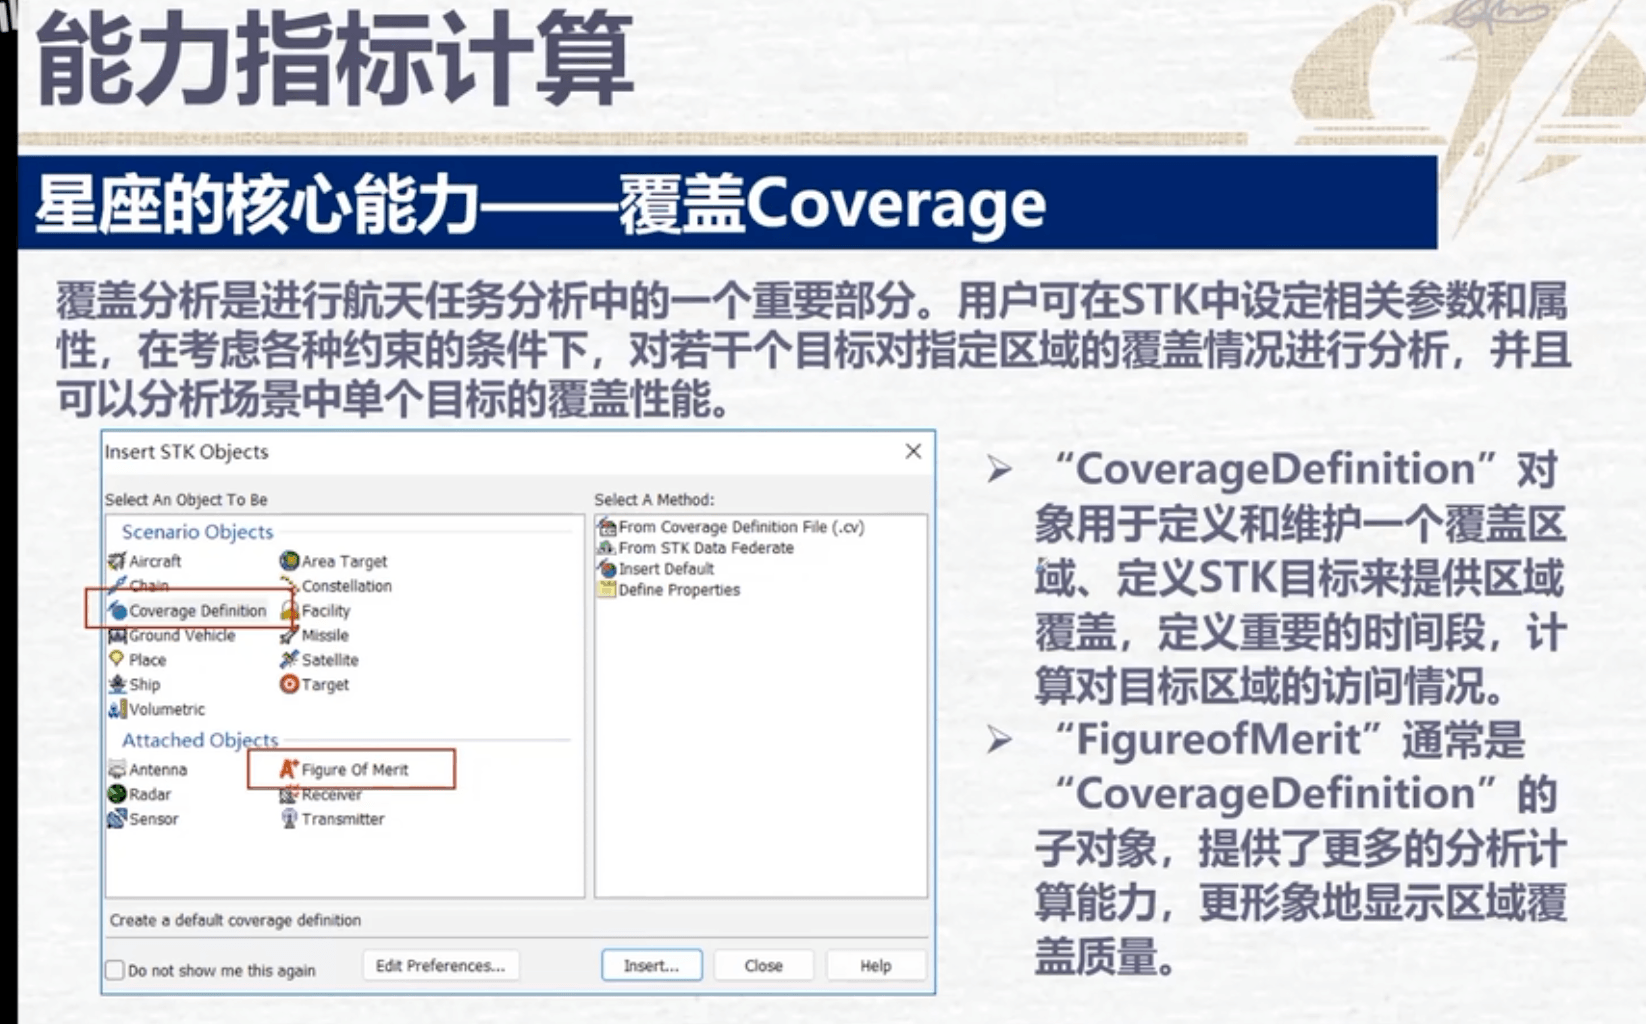 能力指标计算
星座的核心能力——覆盖Coverage
覆盖分析是进行航天任务分析中的一个重要部分。用户可在STK中设定相关参数和属
性，在考虑各种约束的条件下，对若干个目标对指定区域的覆盖情况进行分析，并且
可以分析场景中单个目标的覆盖性能。
Insert STK Objects
Select An Object To Be
Scenario Objects
Aircraft
Area Target
Chain
Constellation
Coverage Definition
Facility
Ground Vehicle
Missile
Place
Satellite
Ship
Target
Volumetric
Attached Objects
Antenna
Figure Of Merit
Radar
Receiver
Sensor
Transmitter
Select A Method:
From Coverage Definition File (.cv)
From STK Data Federate
Insert Default
Define Properties
Create a default coverage definition
Do not show me this again
Edit Preferences...
Insert...
Close
Help
➢ “CoverageDefinition”对
象用于定义和维护一个覆盖区
域、定义STK目标来提供区域
覆盖，定义重要的时间段，计
算对目标区域的访问情况。
➢ “FigureofMerit”通常是
“CoverageDefinition”的
子对象，提供了更多的分析计
算能力，更形象地显示区域覆
盖质量。